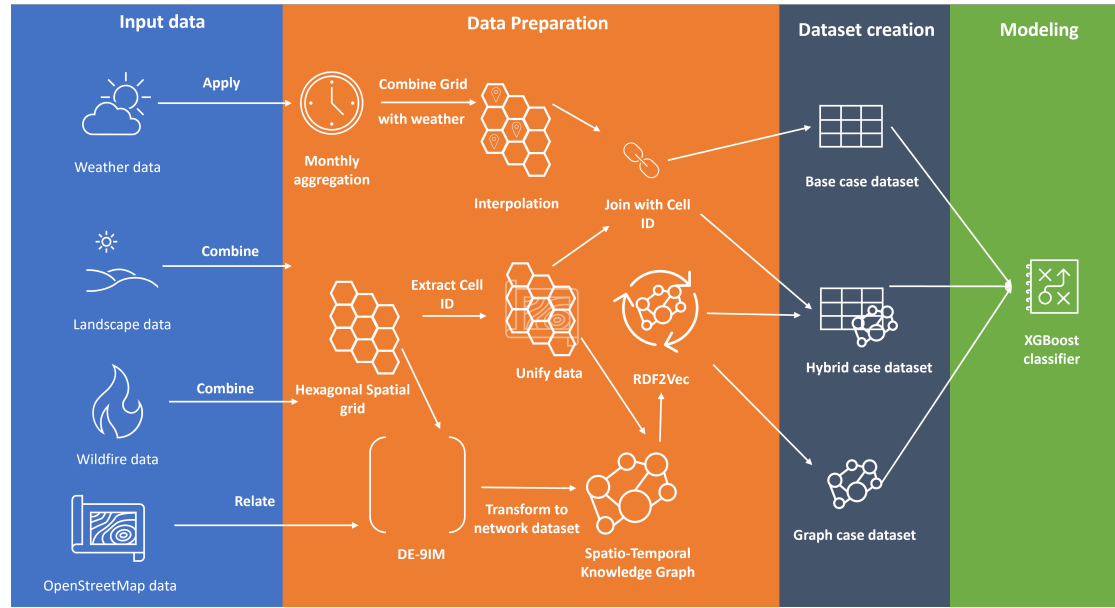 Input data
Data Preparation
Dataset creation
Modeling
Apply
Weather data
Monthly
aggregation
Combine Grid
with weather
Interpolation
Join with Cell
ID
Base case dataset
Combine
Landscape data
Extract Cell
ID
Hexagonal Spatial
grid
Unify data
RDF2Vec
Hybrid case dataset
XGBoost
classifier
Combine
Wildfire data
Relate
OpenStreetMap data
DE-9IM
Transform to
network dataset
Spatio-Temporal
Knowledge Graph
Graph case dataset